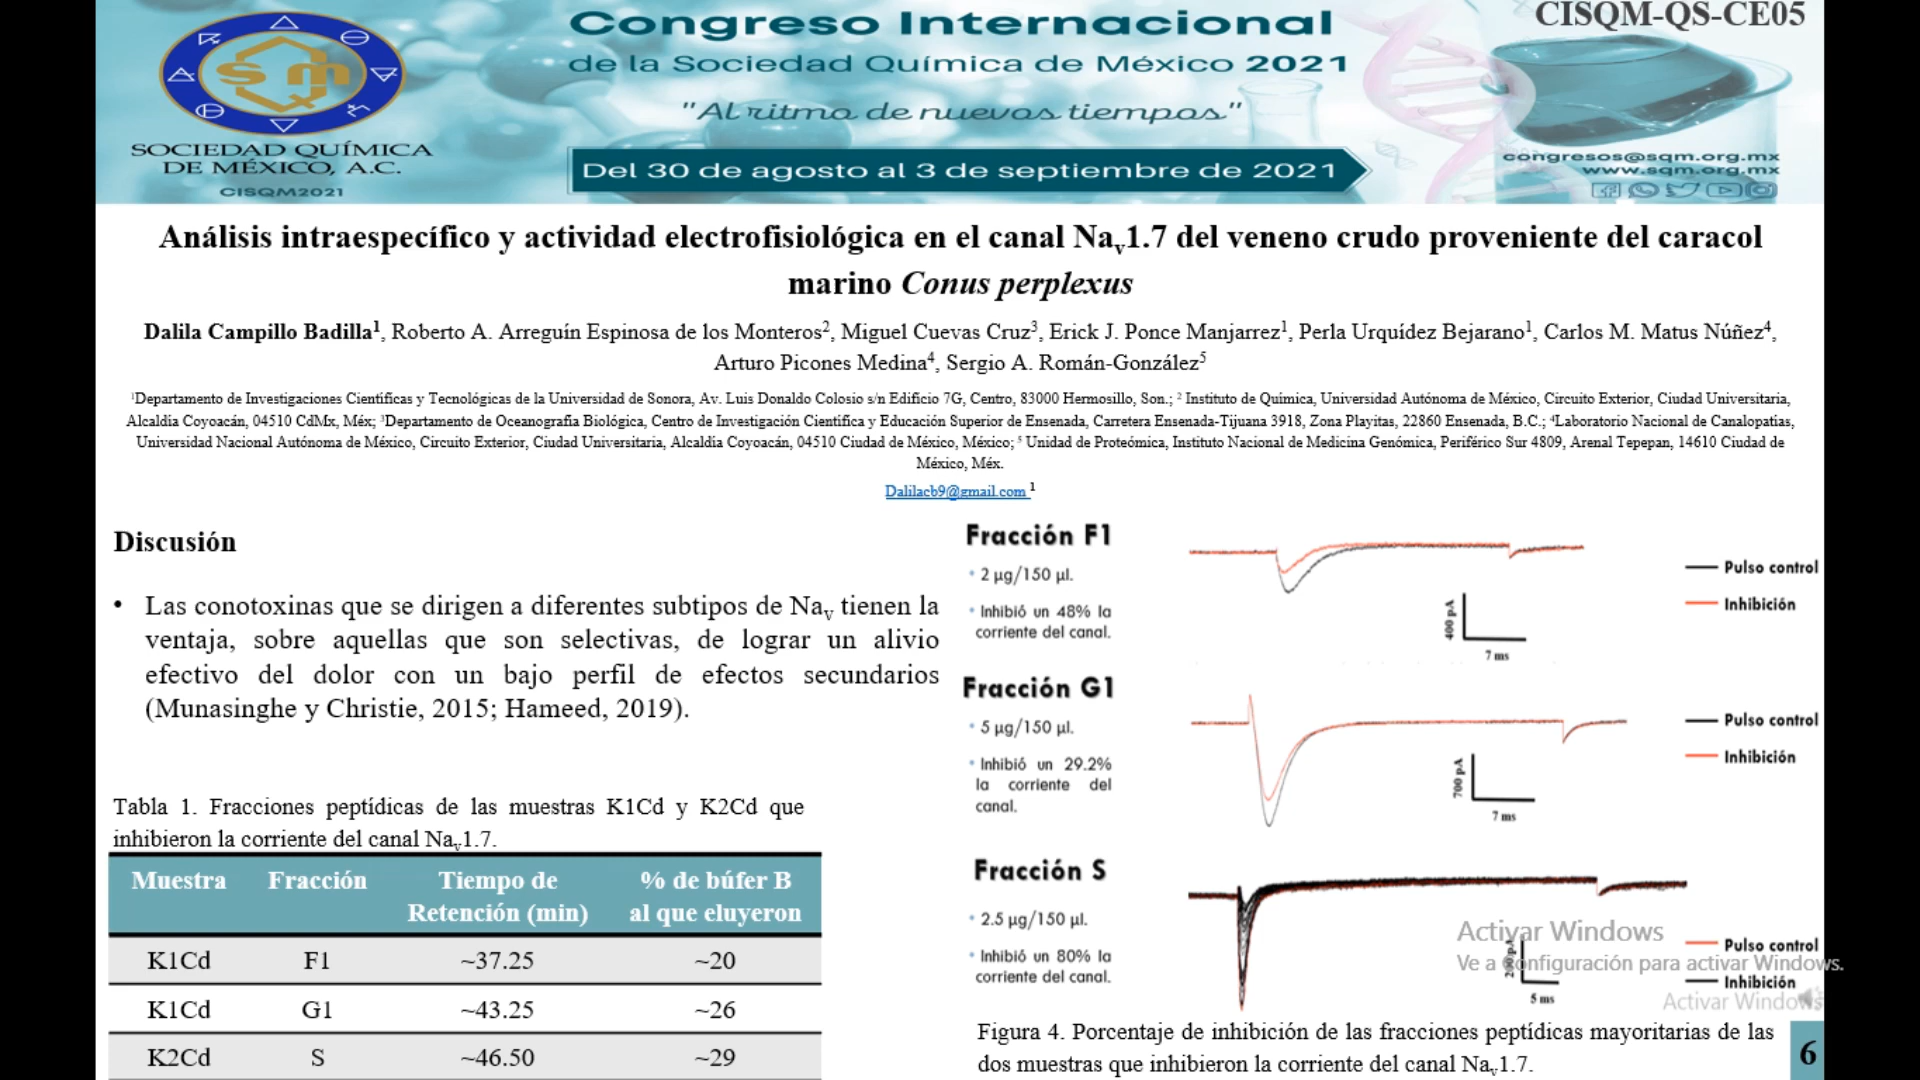 CISQM-QS-CE05
Congreso Internacional
de la Sociedad Química de México 2021
"Al ritmo de nuevos tiempos"
Del 30 de agosto al 3 de septiembre de 2021
SQM
SOCIEDAD QUÍMICA
DE MÉXICO, A.C.
CISQM2021
congresos@sqm.org.mx
www.sqm.org.mx
Análisis intraespecífico y actividad electrofisiológica en el canal Nav1.7 del veneno crudo proveniente del caracol
marino Conus perplexus
Dalila Campillo Badilla1, Roberto A. Arreguín Espinosa de los Monteros2, Miguel Cuevas Cruz3, Erick J. Ponce Manjarrez1, Perla Urquídez Bejarano1, Carlos M. Matus Núñez4,
Arturo Picones Medina4, Sergio A. Román-González5
1Departamento de Investigaciones Científicas y Tecnológicas de la Universidad de Sonora, Av. Luis Donaldo Colosio s/n Edificio 7G, Centro, 83000 Hermosillo, Son.; 2 Instituto de Química, Universidad Autónoma de México, Circuito Exterior, Ciudad Universitaria,
Alcaldía Coyoacán, 04510 CdMx, Méx; 3Departamento de Oceanografía Biológica, Centro de Investigación Científica y Educación Superior de Ensenada, Carretera Ensenada-Tijuana 3918, Zona Playitas, 22860 Ensenada, B.C.; 4Laboratorio Nacional de Canalopatías,
Universidad Nacional Autónoma de México, Circuito Exterior, Ciudad Universitaria, Alcaldía Coyoacán, 04510 Ciudad de México, México; 5 Unidad de Proteómica, Instituto Nacional de Medicina Genómica, Periférico Sur 4809, Arenal Tepepan, 14610 Ciudad de
México, Méx.
Dalilacb9@gmail.com 1
Discusión
• Las conotoxinas que se dirigen a diferentes subtipos de Nav tienen la
ventaja, sobre aquellas que son selectivas, de lograr un alivio
efectivo del dolor con un bajo perfil de efectos secundarios
(Munasinghe y Christie, 2015; Hameed, 2019).
Tabla 1. Fracciones peptídicas de las muestras K1Cd y K2Cd que
inhibieron la corriente del canal Nav1.7.
Muestra Fracción Tiempo de Retención (min) % de búfer B al que eluyeron
K1Cd F1 ~37.25 ~20
K1Cd G1 ~43.25 ~26
K2Cd S ~46.50 ~29
Fracción F1
• 2 µg/150 µl.
• Inhibió un 48% la
corriente del canal.
Pulso control
Inhibición
400 pA
7 ms
Fracción G1
• 5 µg/150 µl.
• Inhibió un 29.2%
la corriente del
canal.
Pulso control
Inhibición
700 pA
7 ms
Fracción S
• 2.5 µg/150 µl.
• Inhibió un 80% la
corriente del canal.
Pulso control
Inhibición
5 ms
Activar Windows
Ve a Configuración para activar Windows.
Activar Windows
Figura 4. Porcentaje de inhibición de las fracciones peptídicas mayoritarias de las
dos muestras que inhibieron la corriente del canal Nav1.7.
6